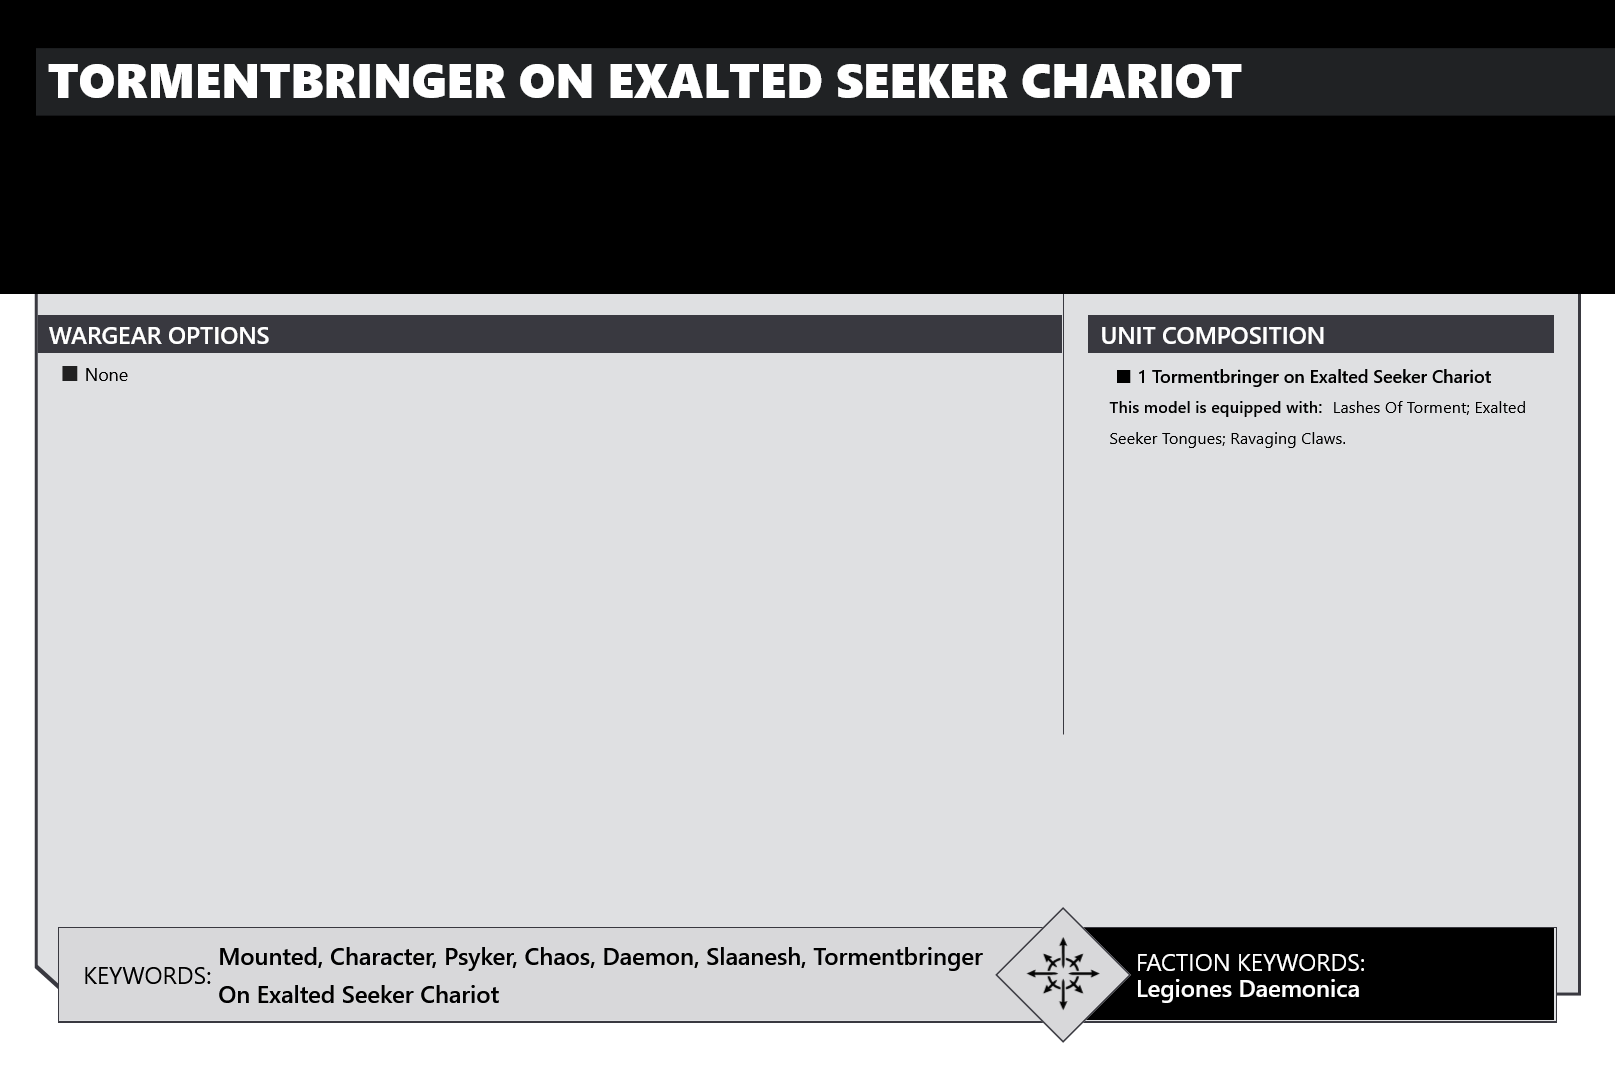 TORMENTBRINGER ON EXALTED SEEKER CHARIOT
WARGEAR OPTIONS
■ None
UNIT COMPOSITION
■ 1 Tormentbringer on Exalted Seeker Chariot
This model is equipped with: Lashes Of Torment; Exalted
Seeker Tongues; Ravaging Claws.
KEYWORDS:
Mounted, Character, Psyker, Chaos, Daemon, Slaanesh, Tormentbringer
On Exalted Seeker Chariot
FACTION KEYWORDS:
Legiones Daemonica